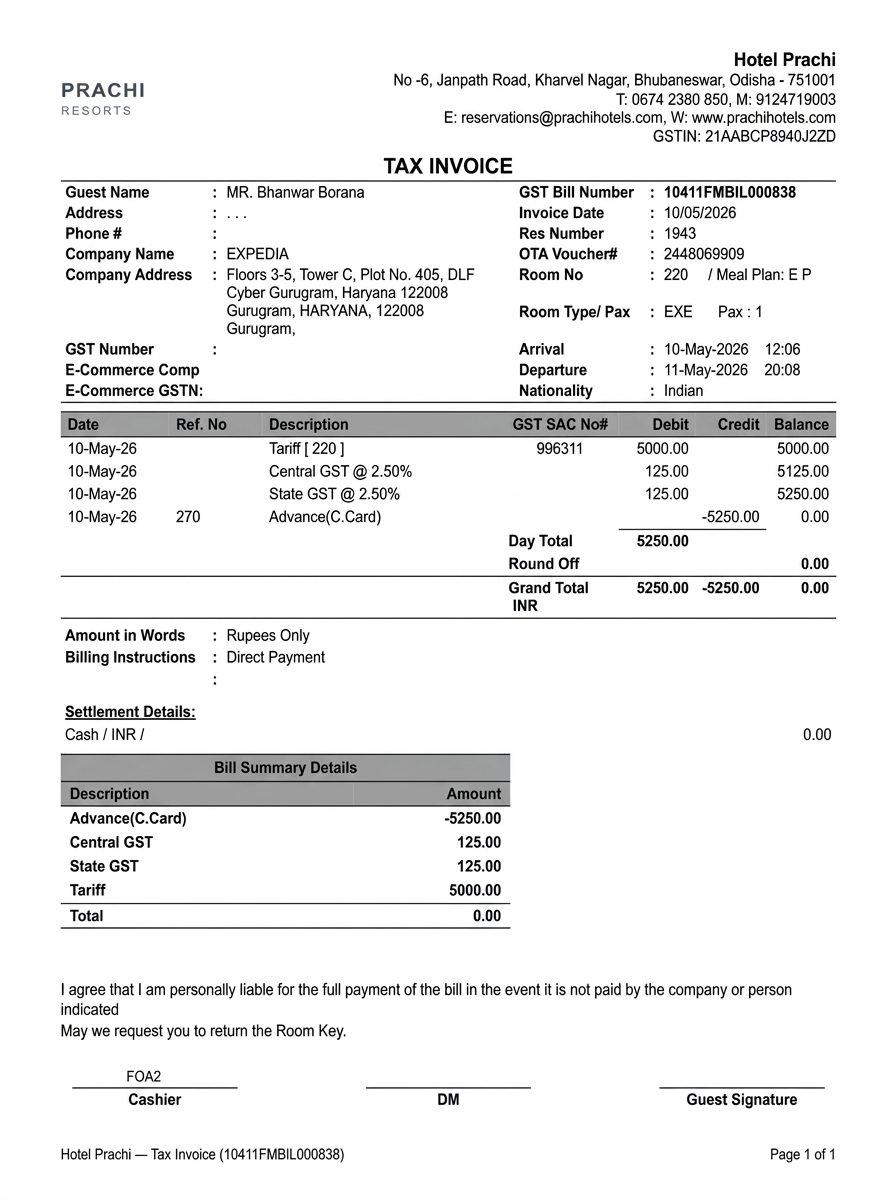 PRACHI
RESORTS
Hotel Prachi
No -6, Janpath Road, Kharvel Nagar, Bhubaneswar, Odisha - 751001
T: 0674 2380 850, M: 9124719003
E: reservations@prachihotels.com, W: www.prachihotels.com
GSTIN: 21AABCP8940J2ZD
TAX INVOICE
Guest Name : MR. Bhanwar Borana GST Bill Number : 10411FMBIL000838
Address : . . . Invoice Date : 10/05/2026
Phone # : Res Number : 1943
Company Name : EXPEDIA OTA Voucher# : 2448069909
Company Address : Floors 3-5, Tower C, Plot No. 405, DLF Room No : 220 / Meal Plan: E P
Cyber Gurugram, Haryana 122008
Gurugram, HARYANA, 122008 Room Type/ Pax : EXE Pax : 1
Gurugram,
GST Number : Arrival : 10-May-2026 12:06
E-Commerce Comp Departure : 11-May-2026 20:08
E-Commerce GSTN: Nationality : Indian
Date Ref. No Description GST SAC No# Debit Credit Balance
10-May-26 Tariff [ 220 ] 996311 5000.00 5000.00
10-May-26 Central GST @ 2.50% 125.00 5125.00
10-May-26 State GST @ 2.50% 125.00 5250.00
10-May-26 270 Advance(C.Card) -5250.00 0.00
Day Total 5250.00
Round Off 0.00
Grand Total 5250.00 -5250.00 0.00
INR
Amount in Words : Rupees Only
Billing Instructions : Direct Payment
:
Settlement Details:
Cash / INR / 0.00
Bill Summary Details
Description Amount
Advance(C.Card) -5250.00
Central GST 125.00
State GST 125.00
Tariff 5000.00
Total 0.00
I agree that I am personally liable for the full payment of the bill in the event it is not paid by the company or person
indicated
May we request you to return the Room Key.
FOA2
Cashier DM Guest Signature
Hotel Prachi — Tax Invoice (10411FMBIL000838) Page 1 of 1